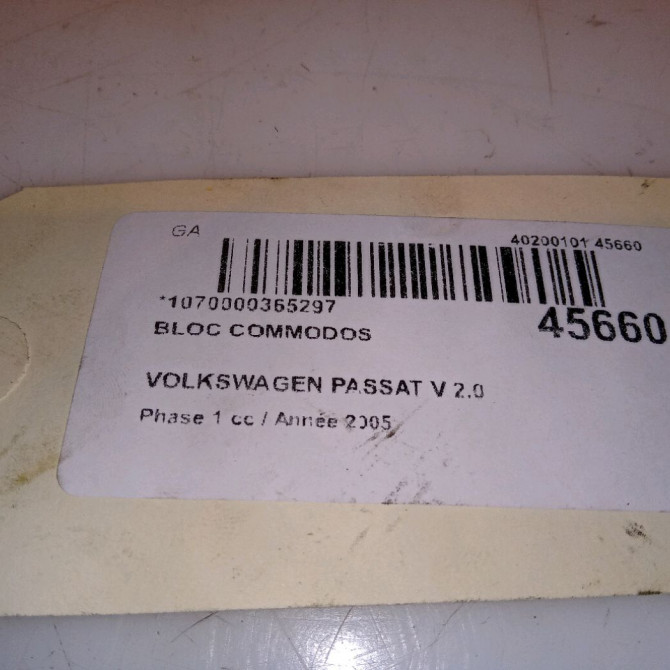 GA
40200101 45660
*1070000365297
45660
BLOC COMMODOS
VOLKSWAGEN PASSAT V 2.0
Phase 1 cc / Année 2005